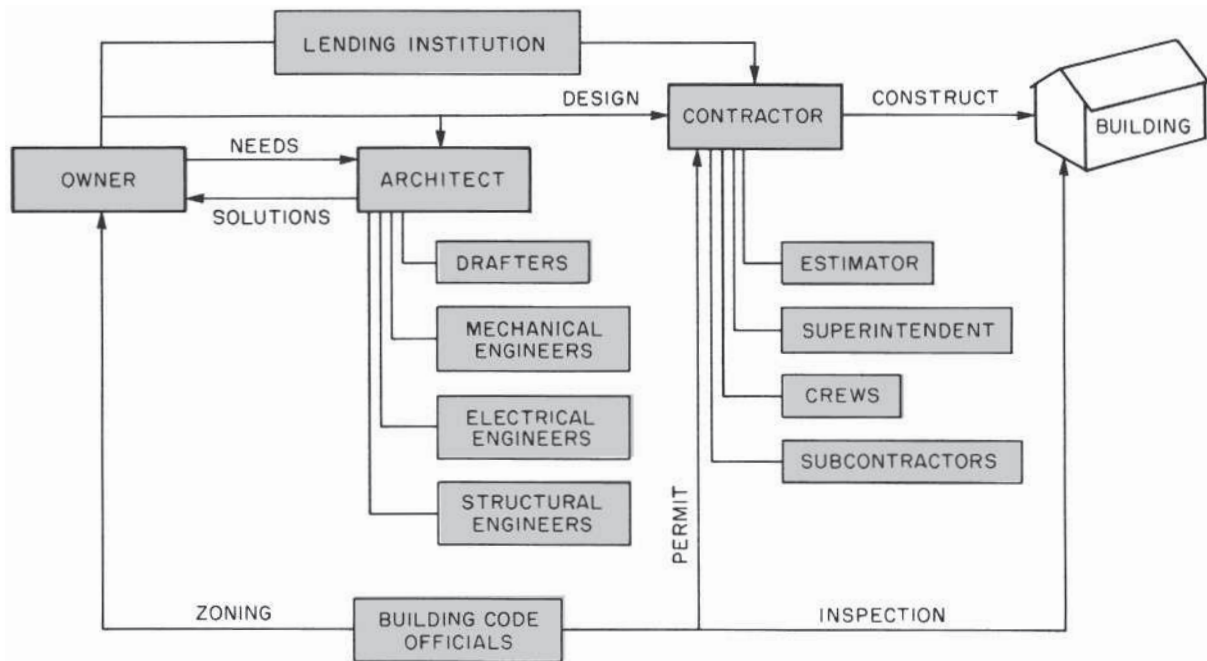 LENDING INSTITUTION
DESIGN
CONTRACTOR
CONSTRUCT
BUILDING
NEEDS
OWNER
ARCHITECT
SOLUTIONS
DRAFTERS
MECHANICAL
ENGINEERS
ELECTRICAL
ENGINEERS
STRUCTURAL
ENGINEERS
ESTIMATOR
SUPERINTENDENT
CREWS
SUBCONTRACTORS
PERMIT
ZONING
BUILDING CODE
OFFICIALS
INSPECTION